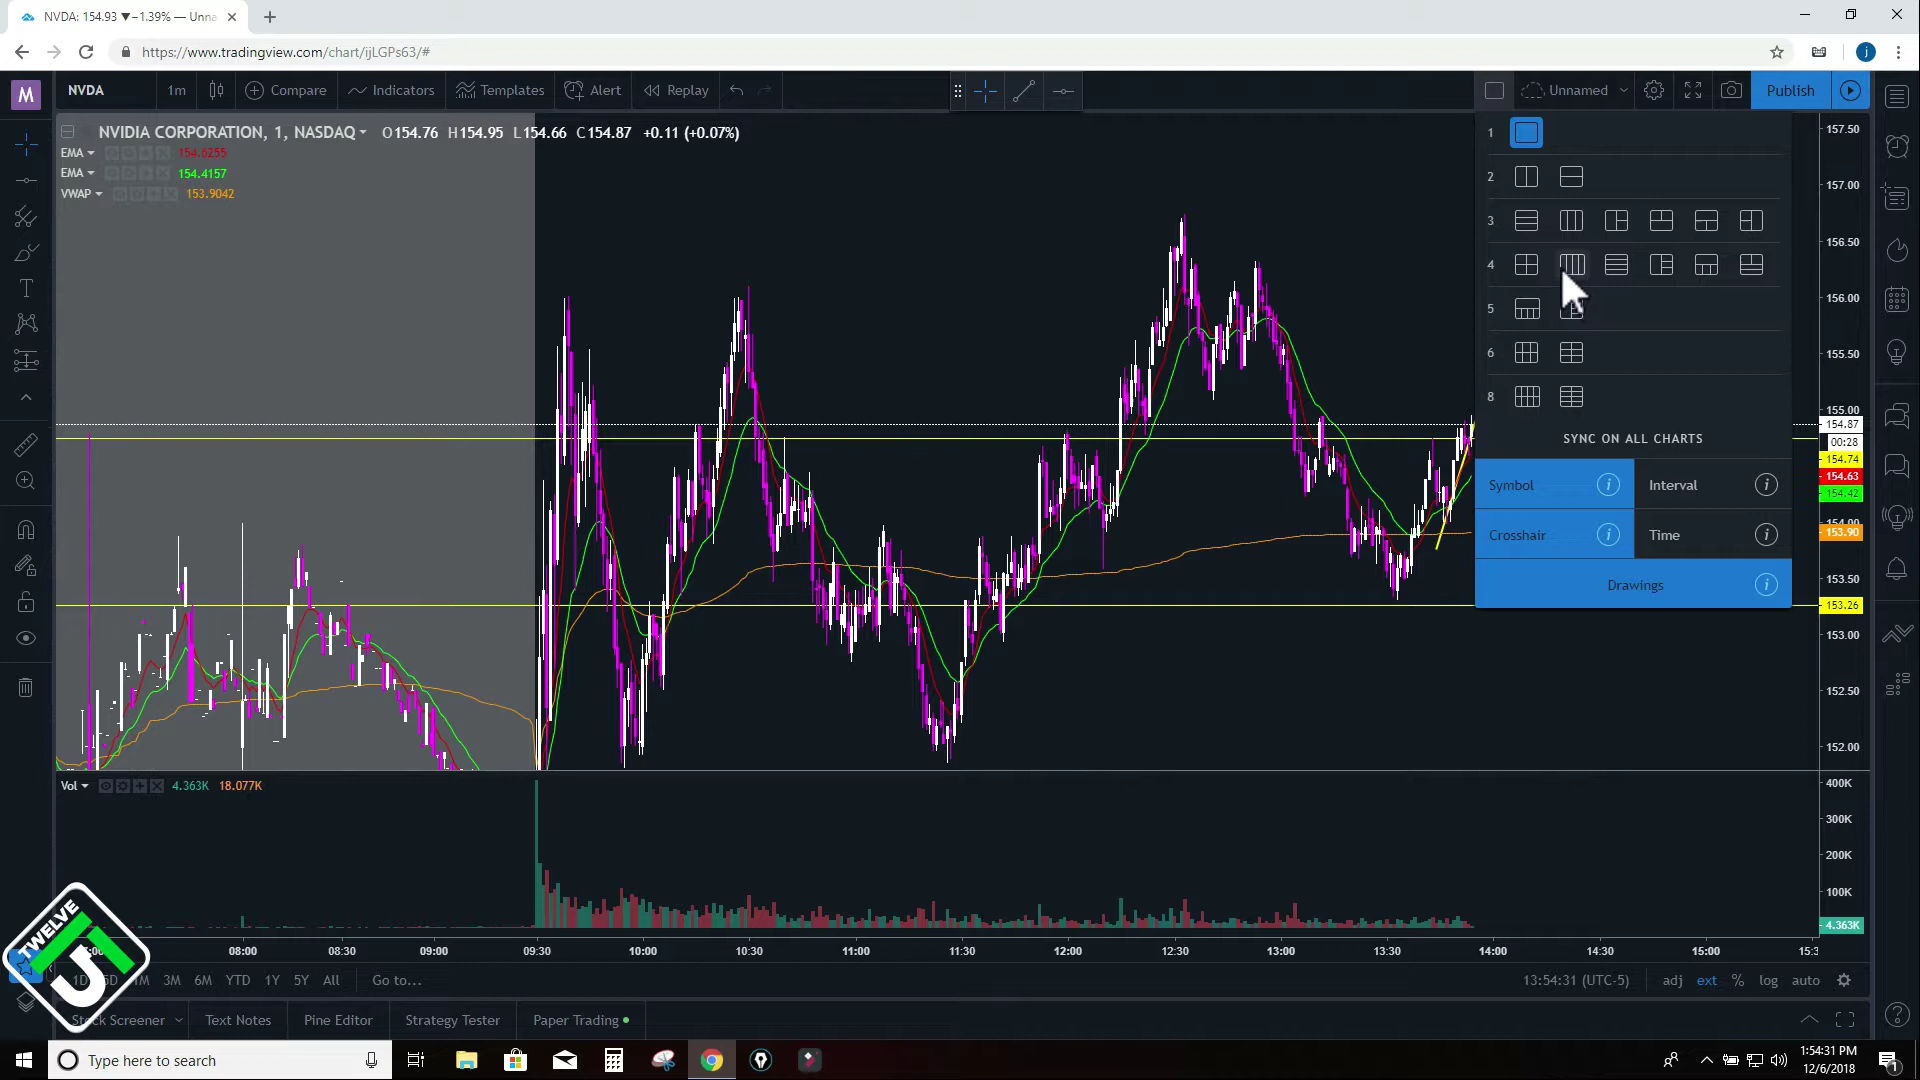 NVDA: 154.93 ▼−1.39% — Unna
https://www.tradingview.com/chart/ijLGPs63/#
j
M
NVDA
1m
Compare
Indicators
Templates
Alert
Replay
Unnamed
Publish
NVIDIA CORPORATION, 1, NASDAQ
O154.76 H154.95 L154.66 C154.87 +0.11 (+0.07%)
EMA 154.6255
EMA 154.4157
VWAP 153.9042
1
2
3
4
5
6
8
SYNC ON ALL CHARTS
Symbol
Interval
Crosshair
Time
Drawings
157.50
157.00
156.50
156.00
155.50
155.00
154.87
00:28
154.74
154.63
154.42
154.00
153.90
153.50
153.26
153.00
152.50
152.00
Vol 4.363K 18.077K
400K
300K
200K
100K
4.363K
08:00 08:30 09:00 09:30 10:00 10:30 11:00 11:30 12:00 12:30 13:00 13:30 14:00 14:30 15:00
TWELVE
1D 3M 6M YTD 1Y 5Y All
Go to...
13:54:31 (UTC-5)
adj ext % log auto
Stock Screener
Text Notes
Pine Editor
Strategy Tester
Paper Trading
Type here to search
1:54:31 PM
12/6/2018
1